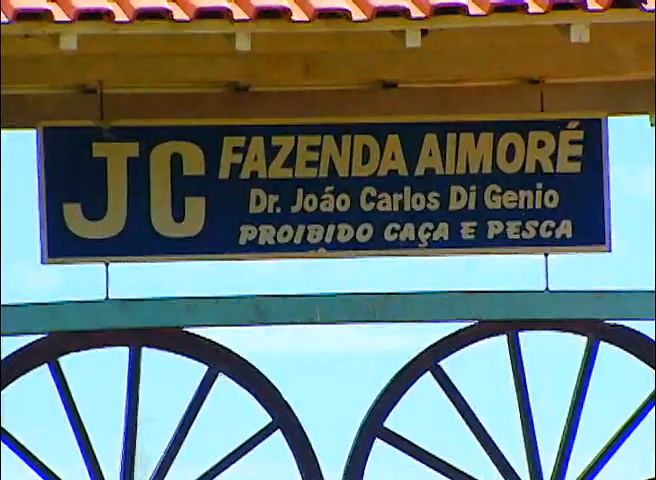 JC FAZENDA AIMORÉ
Dr. João Carlos Di Genio
PROIBIDO CAÇA E PESCA